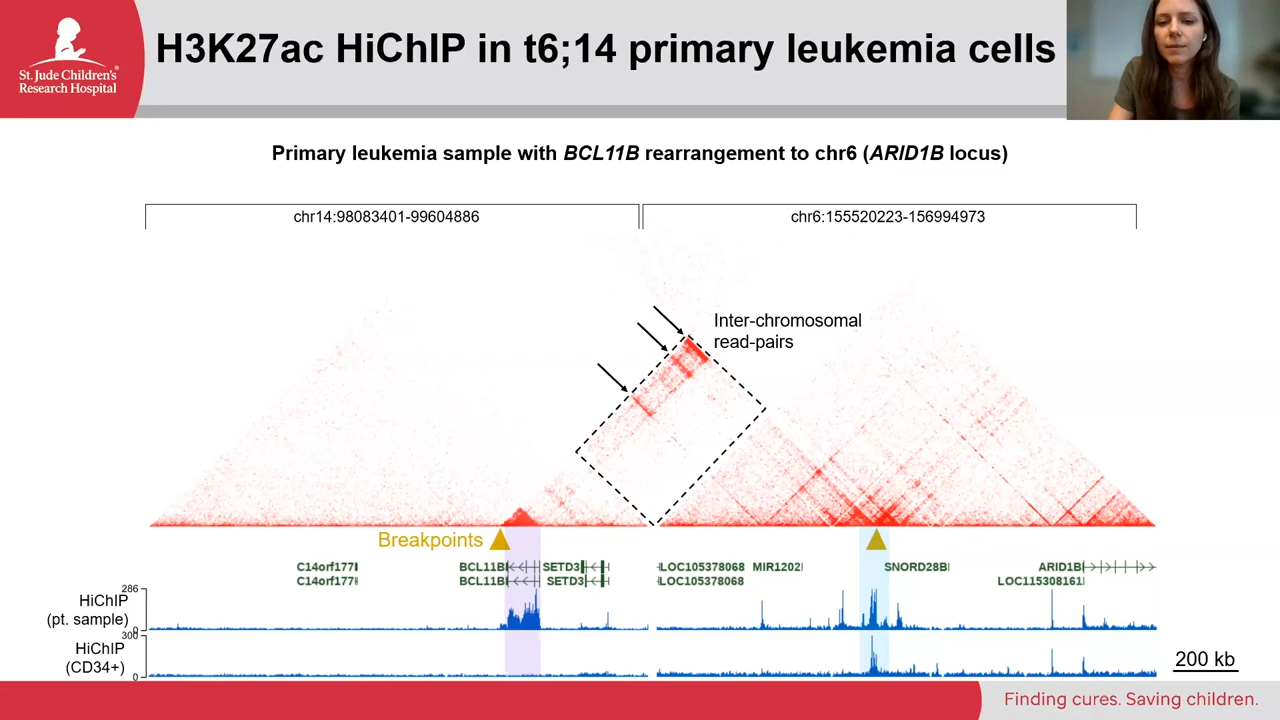 St. Jude Children's®
Research Hospital
H3K27ac HiChIP in t6;14 primary leukemia cells
Primary leukemia sample with BCL11B rearrangement to chr6 (ARID1B locus)
chr14:98083401-99604886
chr6:155520223-156994973
Inter-chromosomal
read-pairs
Breakpoints
C14orf177 BCL11B SETD3 LOC105378068 MIR1202 SNORD28B ARID1B
C14orf177 BCL11B SETD3 LOC105378068 LOC115308161
286
HiChIP
(pt. sample)
0
300
HiChIP
(CD34+)
0
200 kb
Finding cures. Saving children.